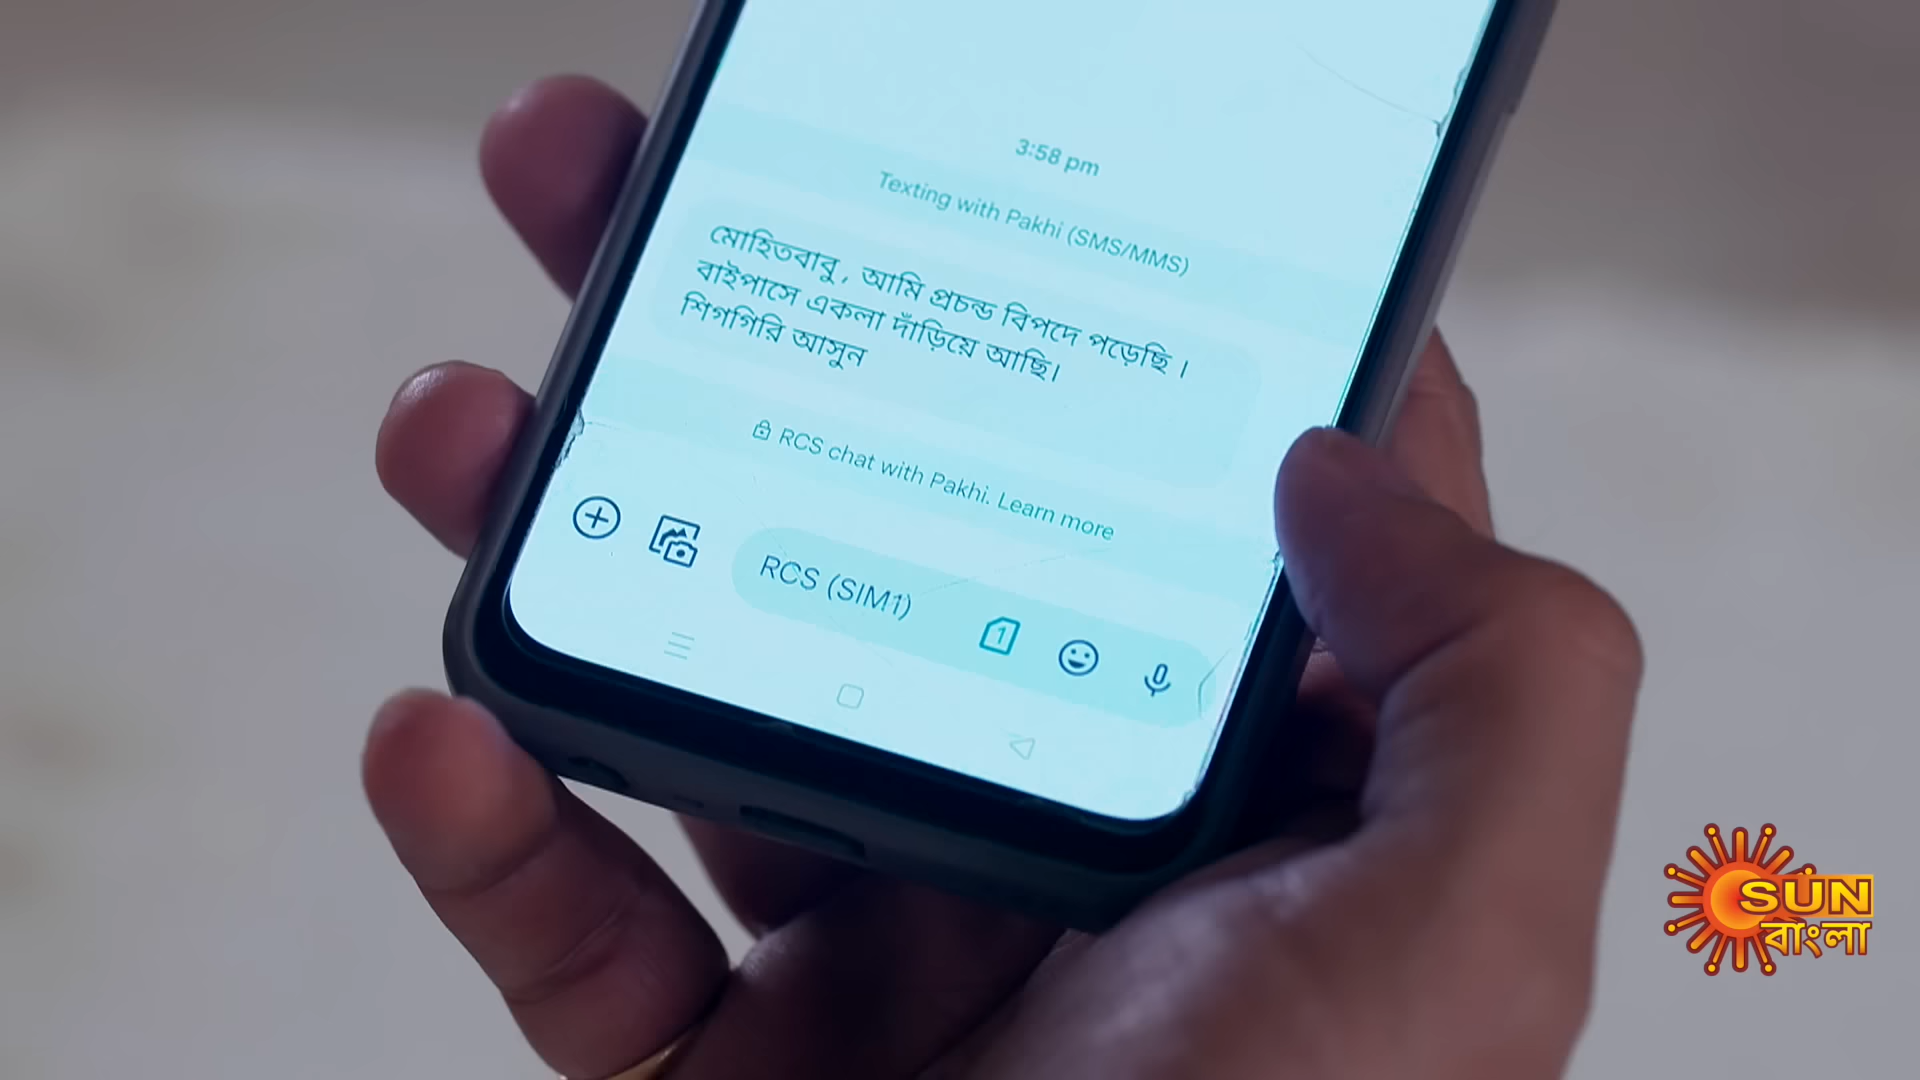 3:58 pm
Texting with Pakhi (SMS/MMS)
মোহিতবাবু , আমি প্রচন্ড বিপদে পড়েছি ।
বাইপাসে একলা দাঁড়িয়ে আছি।
শিগগিরি আসুন
RCS chat with Pakhi. Learn more
RCS (SIM1)
1
SUN
বাংলা